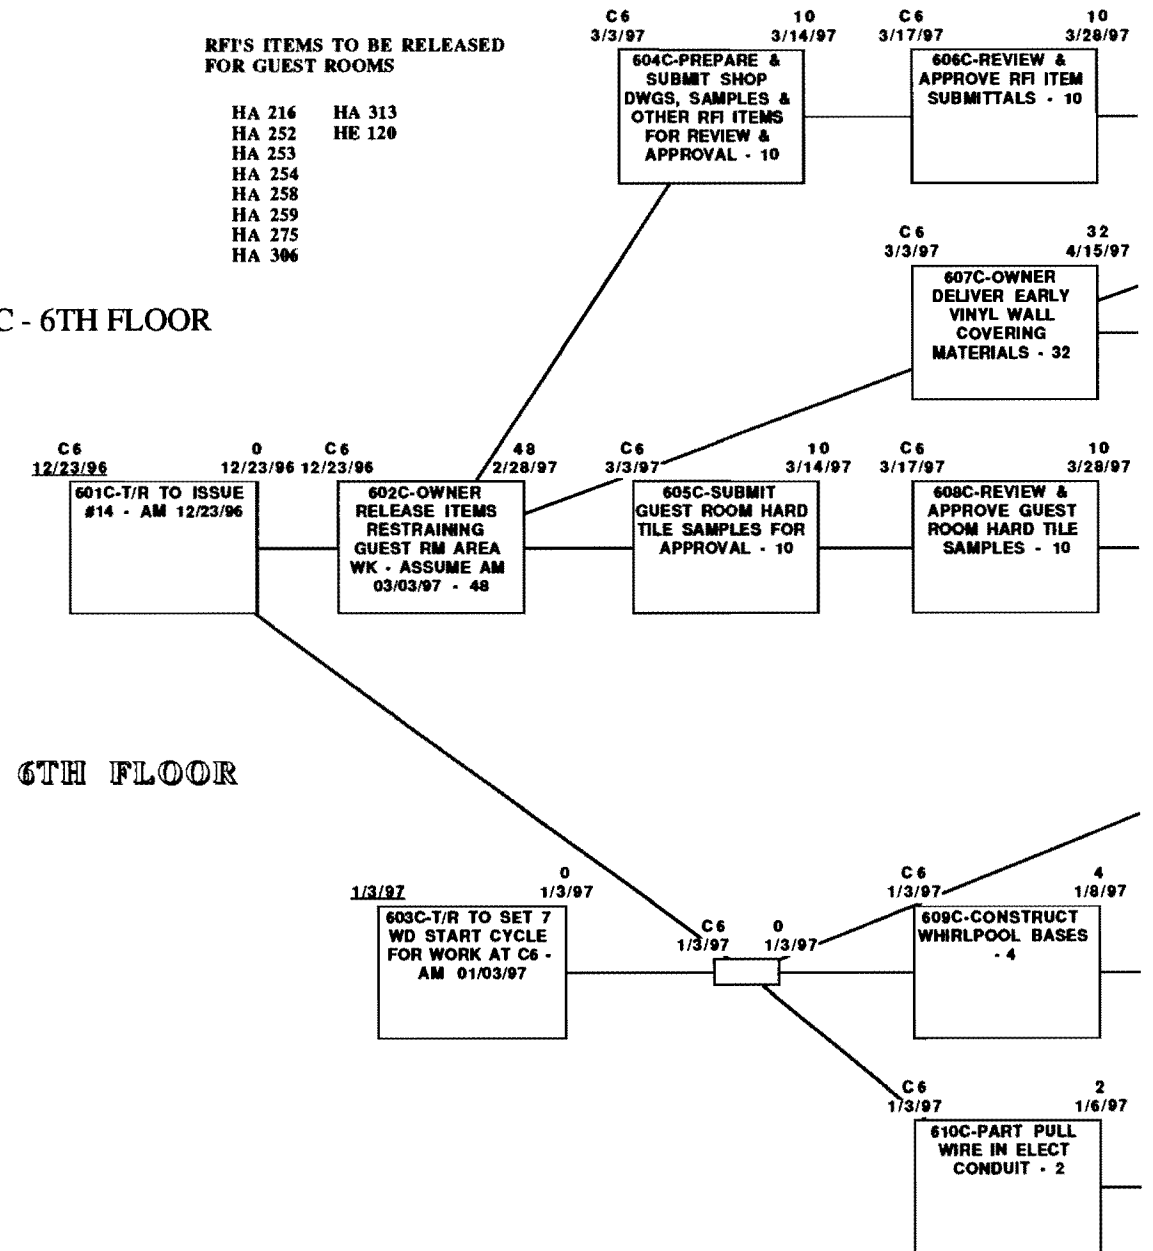 RFI'S ITEMS TO BE RELEASED
FOR GUEST ROOMS
HA 216 HA 313
HA 252 HE 120
HA 253
HA 254
HA 258
HA 259
HA 275
HA 306
C6 10
3/3/97 3/14/97
604C-PREPARE &
SUBMIT SHOP
DWGS, SAMPLES &
OTHER RFI ITEMS
FOR REVIEW &
APPROVAL - 10
C6 10
3/17/97 3/28/97
606C-REVIEW &
APPROVE RFI ITEM
SUBMITTALS - 10
C6 32
3/3/97 4/15/97
607C-OWNER
DELIVER EARLY
VINYL WALL
COVERING
MATERIALS - 32
C - 6TH FLOOR
C6 0
12/23/96 12/23/96
601C-T/R TO ISSUE
#14 - AM 12/23/96
C6 48
12/23/96 2/28/97
602C-OWNER
RELEASE ITEMS
RESTRAINING
GUEST RM AREA
WK - ASSUME AM
03/03/97 - 48
C6 10
3/3/97 3/14/97
605C-SUBMIT
GUEST ROOM HARD
TILE SAMPLES FOR
APPROVAL - 10
C6 10
3/17/97 3/28/97
608C-REVIEW &
APPROVE GUEST
ROOM HARD TILE
SAMPLES - 10
6TH FLOOR
0
1/3/97 1/3/97
603C-T/R TO SET 7
WD START CYCLE
FOR WORK AT C6 -
AM 01/03/97
C6 0
1/3/97 1/3/97
C6 4
1/3/97 1/8/97
609C-CONSTRUCT
WHIRLPOOL BASES
- 4
C6 2
1/3/97 1/6/97
610C-PART PULL
WIRE IN ELECT
CONDUIT - 2